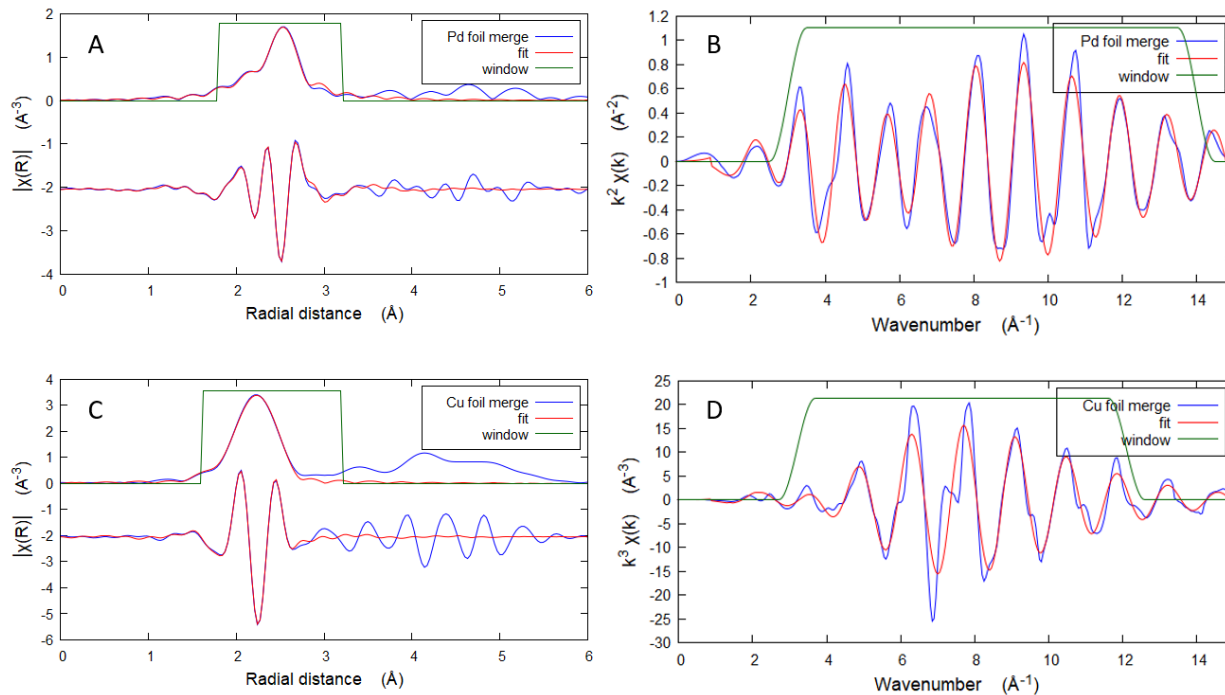 A
Pd foil merge
fit
window
2
1
0
-1
-2
-3
-4
|χ(R)| (A⁻³)
0 1 2 3 4 5 6
Radial distance (Å)
B
Pd foil merge
fit
window
1.2
1
0.8
0.6
0.4
0.2
0
-0.2
-0.4
-0.6
-0.8
-1
k² χ(k) (A⁻²)
0 2 4 6 8 10 12 14
Wavenumber (Å⁻¹)
C
Cu foil merge
fit
window
4
3
2
1
0
-1
-2
-3
-4
-5
-6
|χ(R)| (A⁻³)
0 1 2 3 4 5 6
Radial distance (Å)
D
Cu foil merge
fit
window
25
20
15
10
5
0
-5
-10
-15
-20
-25
-30
k³ χ(k) (A⁻³)
0 2 4 6 8 10 12 14
Wavenumber (Å⁻¹)